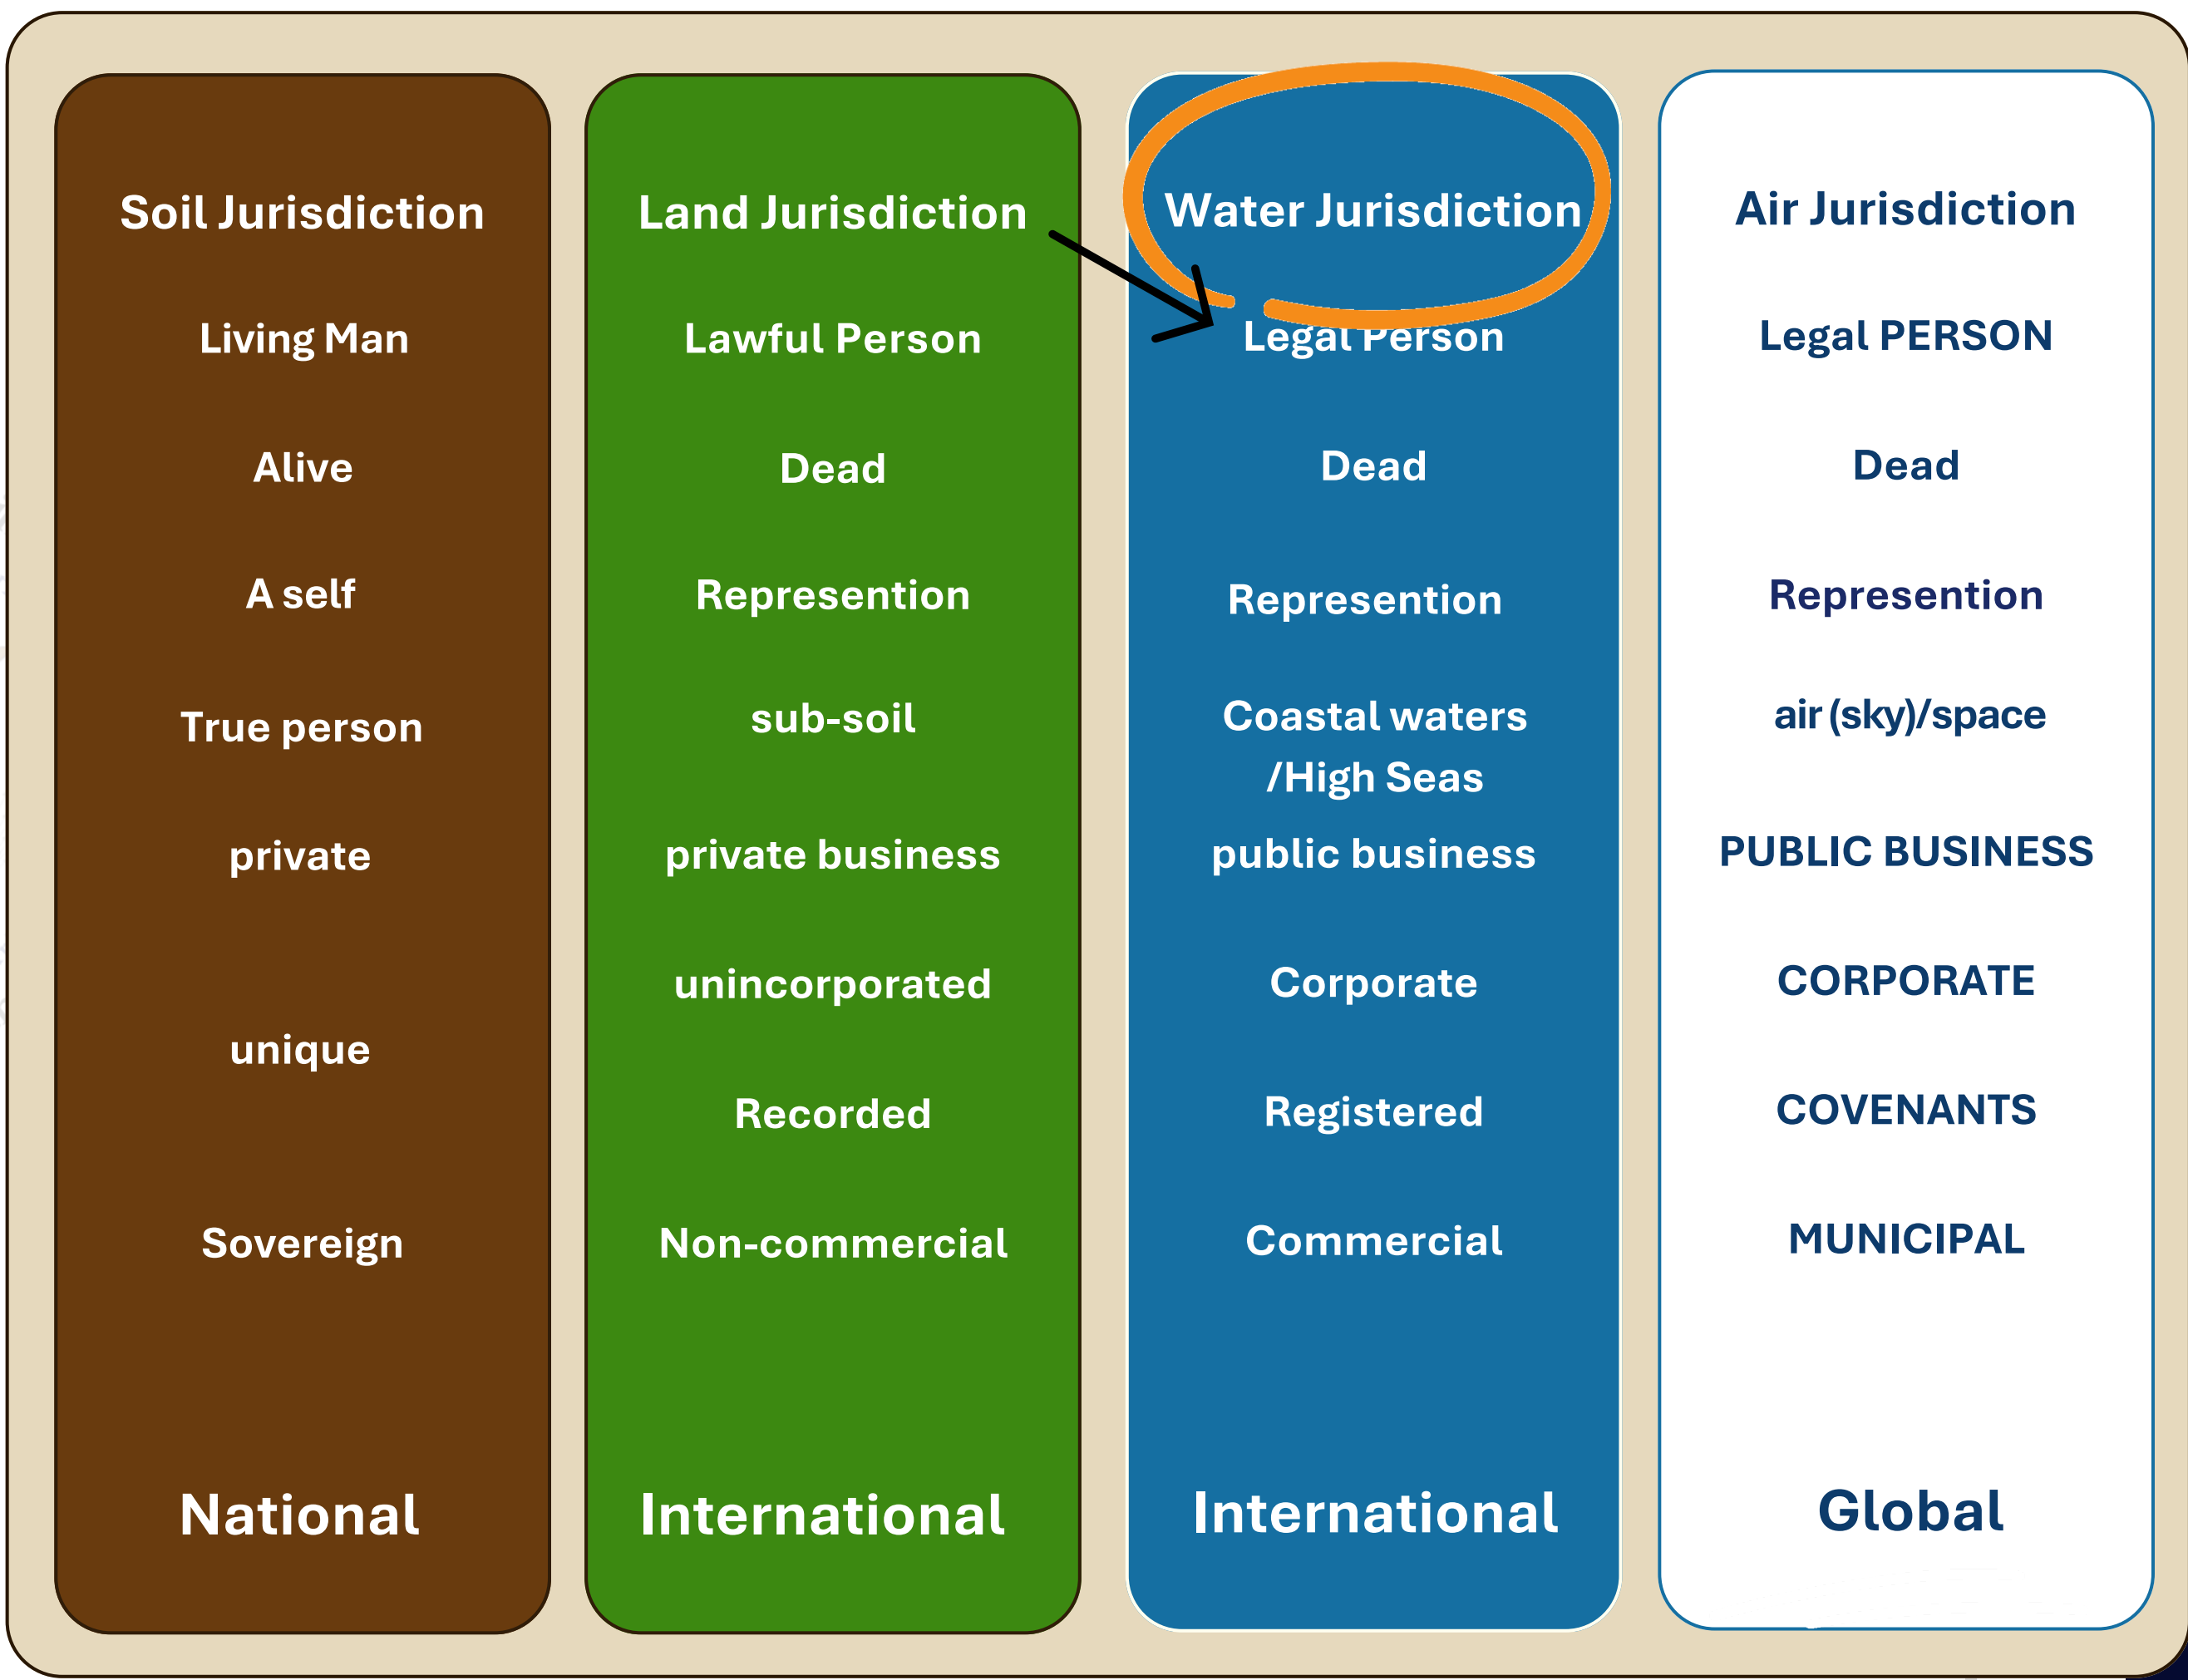 Soil Jurisdiction
Living Man
Alive
A self
True person
private
unique
Sovereign
National
Land Jurisdiction
Lawful Person
Dead
Represention
sub-soil
private business
unincorporated
Recorded
Non-commercial
International
Water Jurisdiction
Legal Person
Dead
Represention
Coastal waters
/High Seas
public business
Corporate
Registered
Commercial
International
Air Jurisdiction
Legal PERSON
Dead
Represention
air (sky)/space
PUBLIC BUSINESS
CORPORATE
COVENANTS
MUNICIPAL
Global